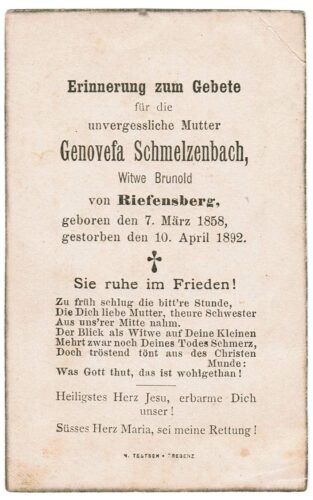 Erinnerung zum Gebete
für die
unvergessliche Mutter
Genovefa Schmelzenbach,
Witwe Brunold
von Riefensberg,
geboren den 7. März 1858,
gestorben den 10. April 1892.
Sie ruhe im Frieden!
Zu früh schlug die bitt're Stunde,
Die Dich liebe Mutter, theure Schwester
Aus uns'rer Mitte nahm.
Der Blick als Witwe auf Deine Kleinen
Mehrt zwar noch Deines Todes Schmerz,
Doch tröstend tönt aus des Christen
Munde:
Was Gott thut, das ist wohlgethan!
Heiligstes Herz Jesu, erbarme Dich
unser!
Süsses Herz Maria, sei meine Rettung!
N. TEUTSCH - BREGENZ